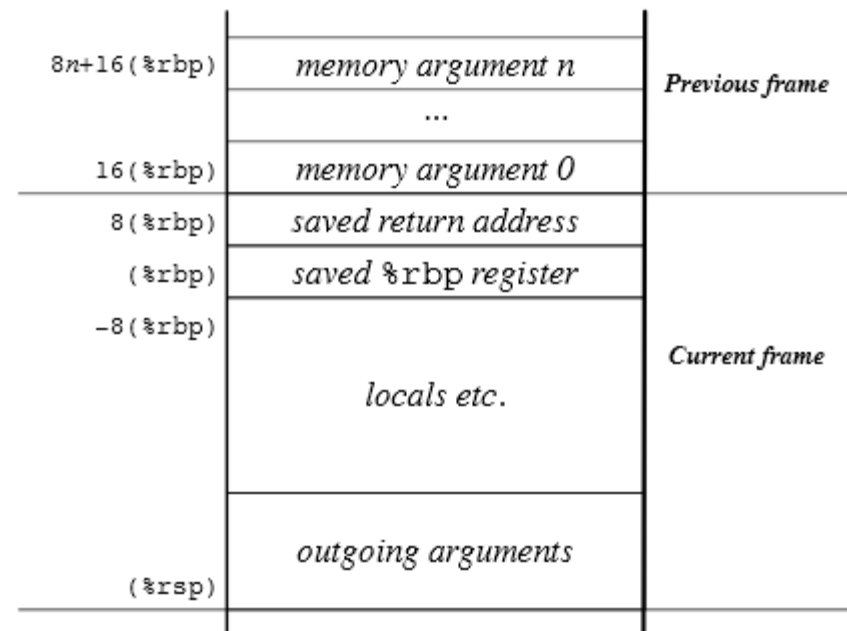 8n+16(%rbp) memory argument n
Previous frame
...
16(%rbp) memory argument 0
8(%rbp) saved return address
(%rbp) saved %rbp register
-8(%rbp)
Current frame
locals etc.
outgoing arguments
(%rsp)